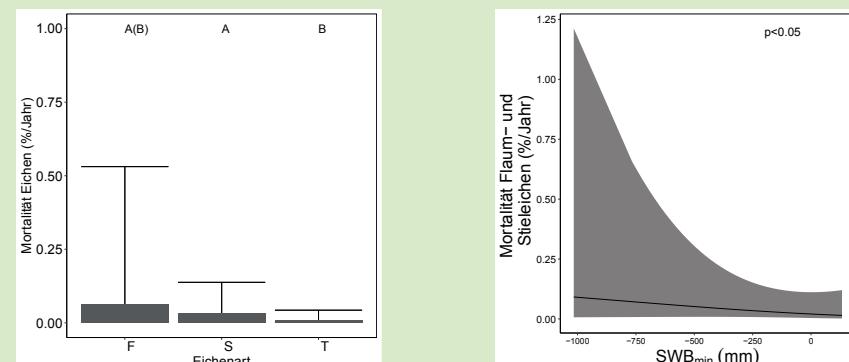 1.00
A(B)
A
B
0.75
0.50
0.25
0.00
Mortalität Eichen (%/Jahr)
F
S
T
Eichenart
1.25
p<0.05
1.00
0.75
0.50
0.25
0.00
Mortalität Flaum− und
Stieleichen (%/Jahr)
−1000
−750
−500
−250
0
SWBmin (mm)